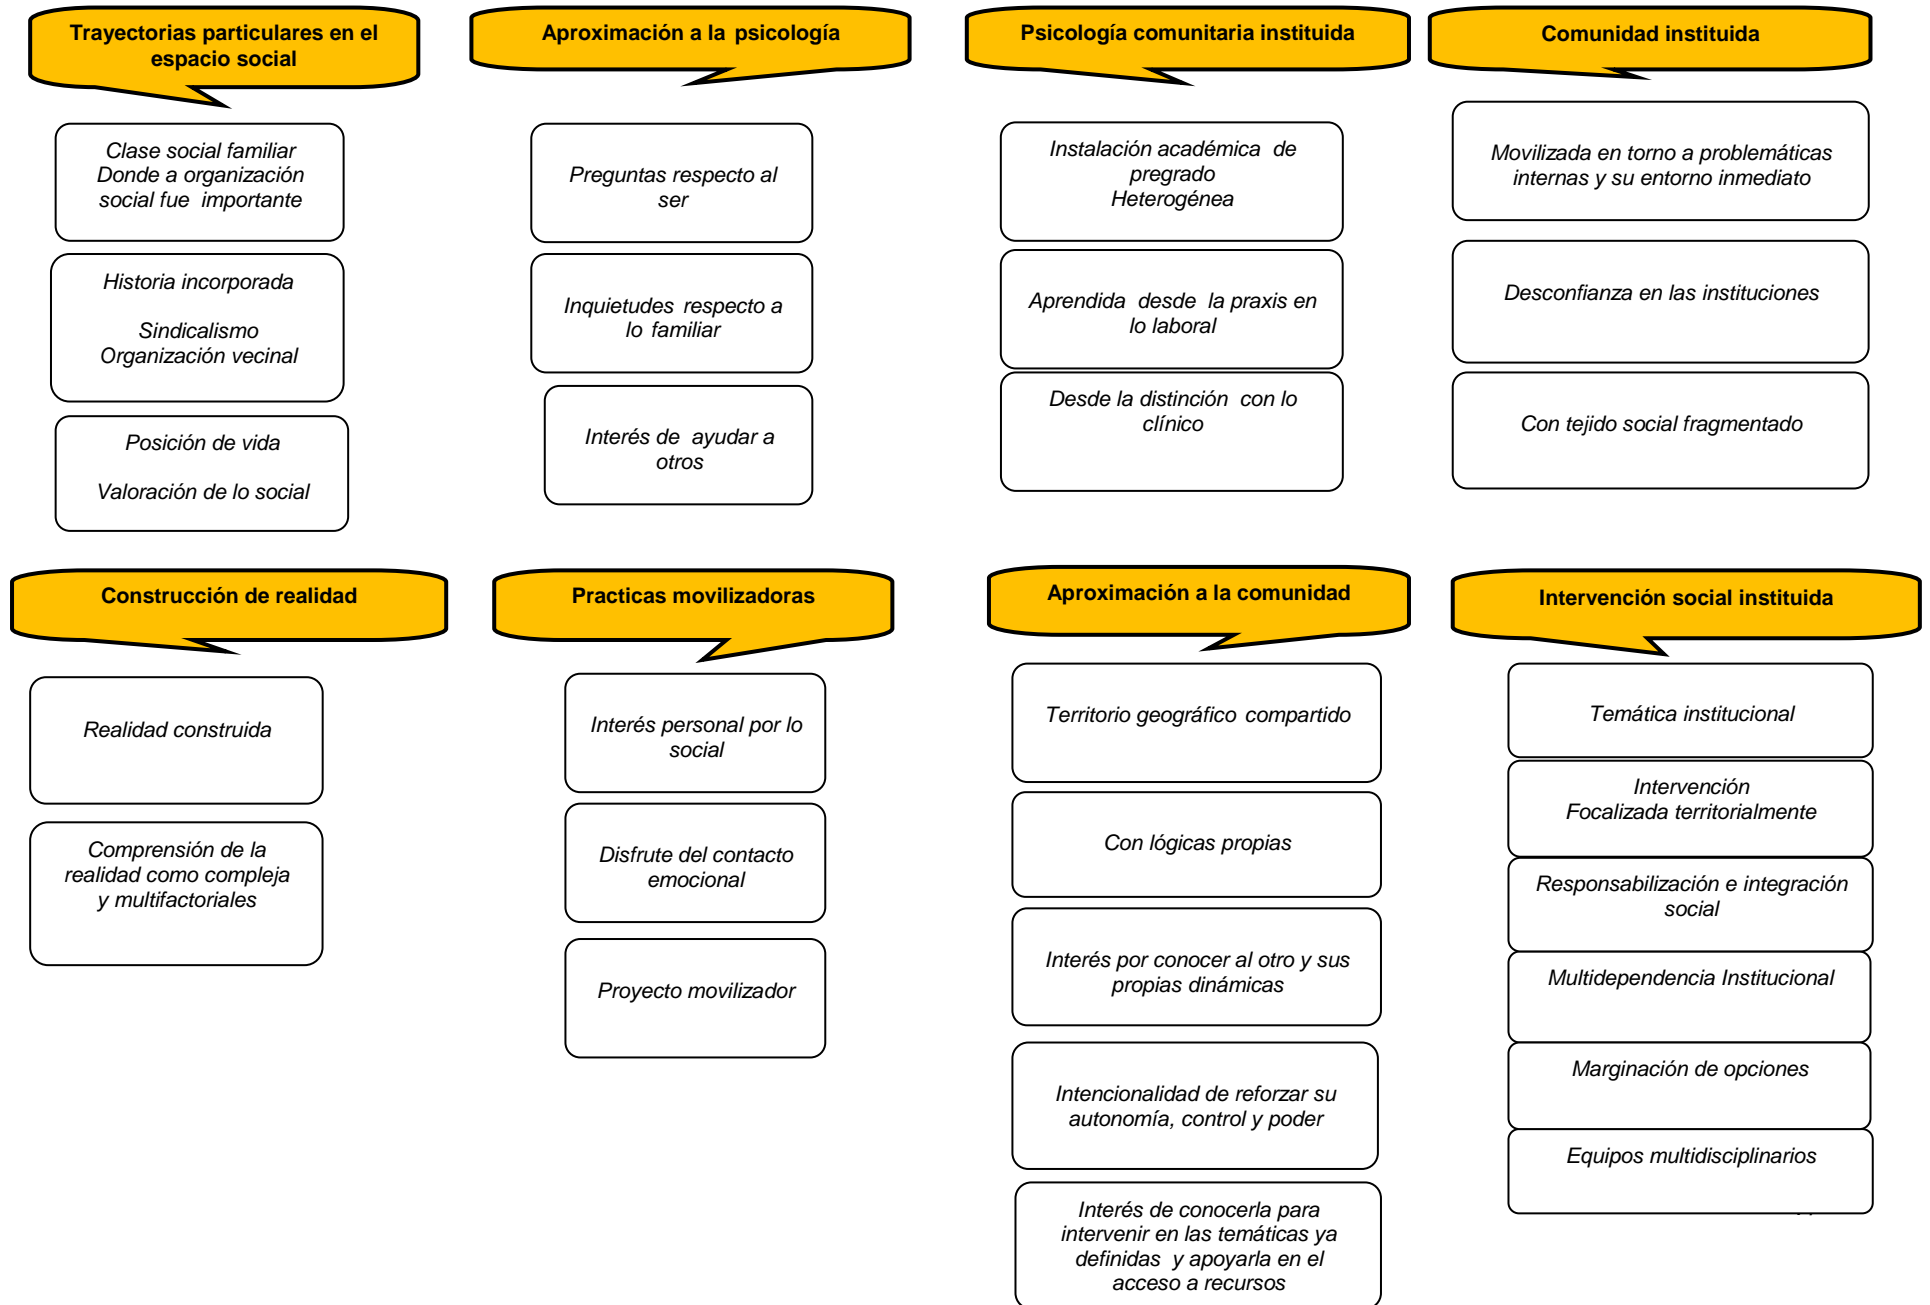 Trayectorias particulares en el
espacio social
Clase social familiar
Donde a organización
social fue importante
Historia incorporada
Sindicalismo
Organización vecinal
Posición de vida
Valoración de lo social
Aproximación a la psicología
Preguntas respecto al
ser
Inquietudes respecto a
lo familiar
Interés de ayudar a
otros
Psicología comunitaria instituida
Instalación académica de
pregrado
Heterogénea
Aprendida desde la praxis en
lo laboral
Desde la distinción con lo
clínico
Comunidad instituida
Movilizada en torno a problemáticas
internas y su entorno inmediato
Desconfianza en las instituciones
Con tejido social fragmentado
Construcción de realidad
Realidad construida
Comprensión de la
realidad como compleja
y multifactoriales
Practicas movilizadoras
Interés personal por lo
social
Disfrute del contacto
emocional
Proyecto movilizador
Aproximación a la comunidad
Territorio geográfico compartido
Con lógicas propias
Interés por conocer al otro y sus
propias dinámicas
Intencionalidad de reforzar su
autonomía, control y poder
Interés de conocerla para
intervenir en las temáticas ya
definidas y apoyarla en el
acceso a recursos
Intervención social instituida
Temática institucional
Intervención
Focalizada territorialmente
Responsabilización e integración
social
Multidependencia Institucional
Marginación de opciones
Equipos multidisciplinarios